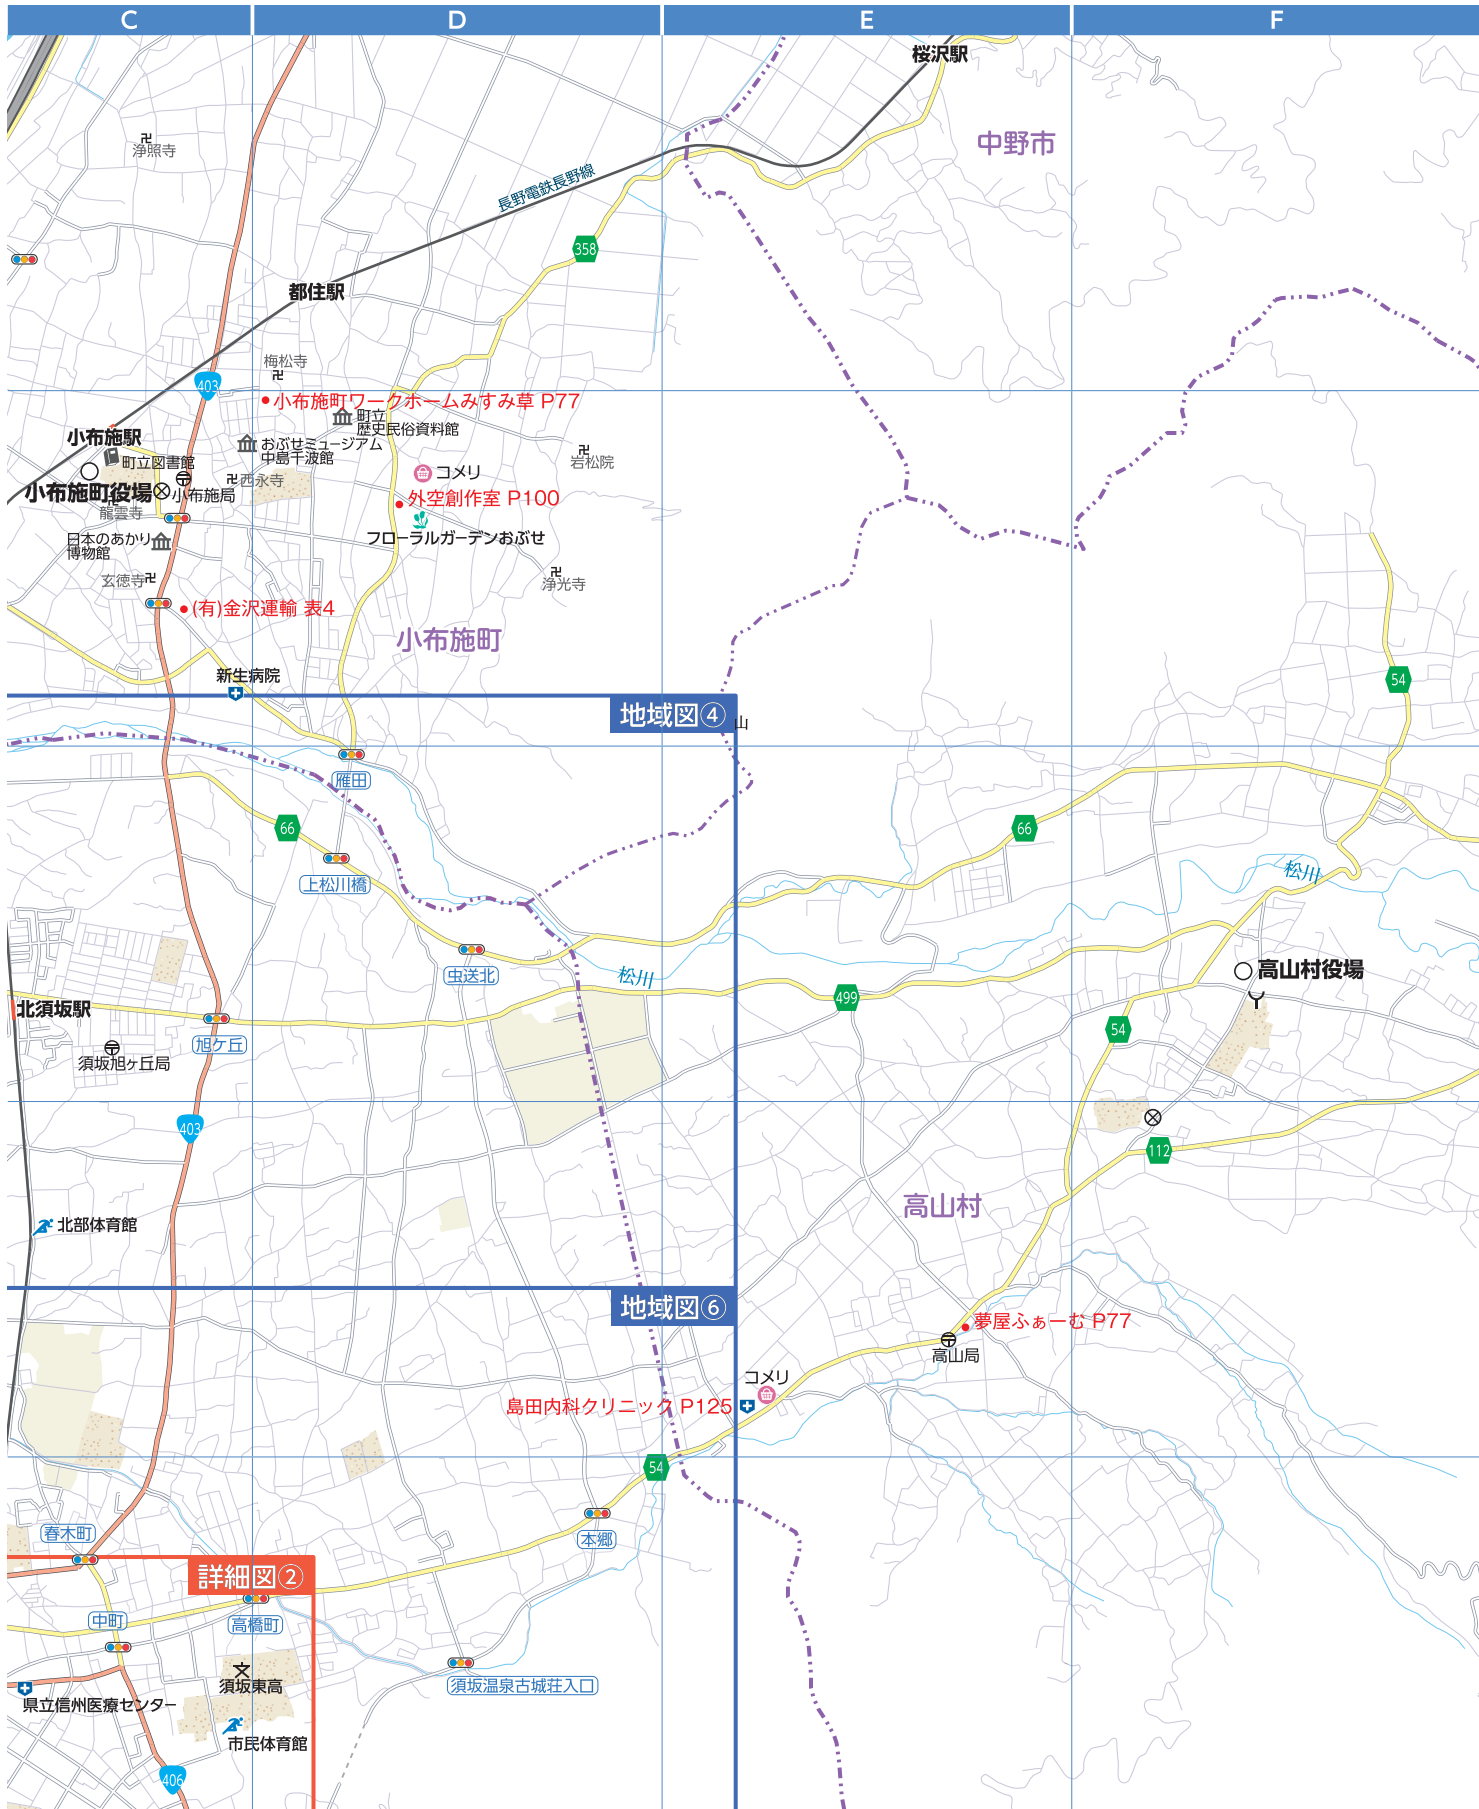 C
D
E
F
桜沢駅
中野市
浄照寺
長野電鉄長野線
358
都住駅
梅松寺
403
小布施町ワークホームみすみ草 P77
町立
歴史民俗資料館
小布施駅
おぶせミュージアム
中島千波館
岩松院
町立図書館
コメリ
西永寺
小布施町役場
小布施局
外空創作室 P100
龍雲寺
フローラルガーデンおぶせ
日本のあかり
博物館
玄徳寺
浄光寺
(有)金沢運輸 表4
小布施町
新生病院
54
地域図④
山
雁田
66
66
上松川橋
松川
虫送北
松川
高山村役場
499
北須坂駅
旭ケ丘
54
須坂旭ヶ丘局
403
112
高山村
北部体育館
地域図⑥
夢屋ふぁーむ P77
高山局
コメリ
島田内科クリニック P125
54
春木町
本郷
詳細図②
中町
高橋町
須坂東高
須坂温泉古城荘入口
県立信州医療センター
市民体育館
406